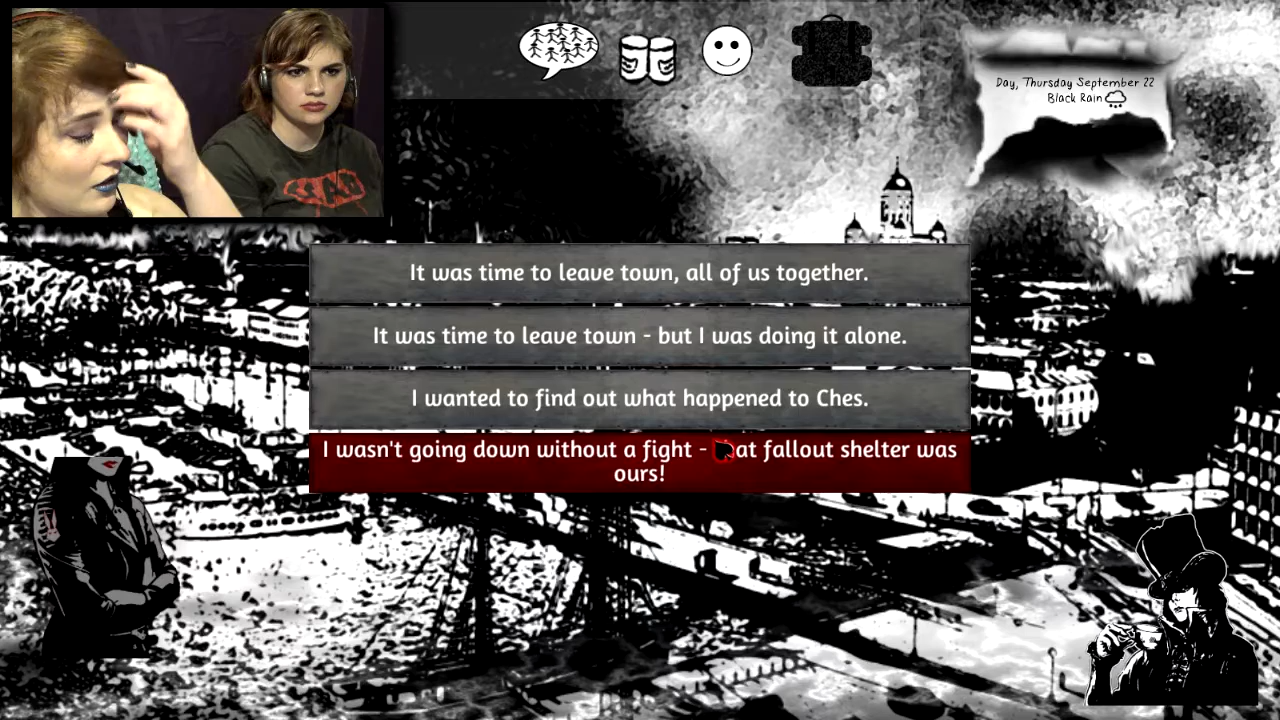 Day, Thursday September 22
Black Rain
It was time to leave town, all of us together.
It was time to leave town - but I was doing it alone.
I wanted to find out what happened to Ches.
I wasn't going down without a fight - at fallout shelter was
ours!